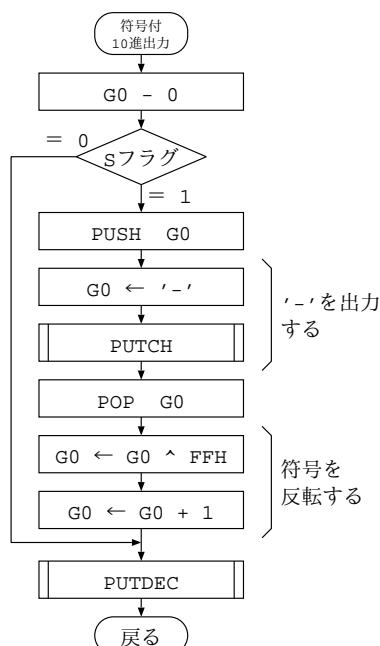 符号付
10進出力
G0 - 0
= 0
Sフラグ
= 1
PUSH G0
G0 ← '-'
'-'を出力
する
PUTCH
POP G0
G0 ← G0 ^ FFH
符号を
反転する
G0 ← G0 + 1
PUTDEC
戻る